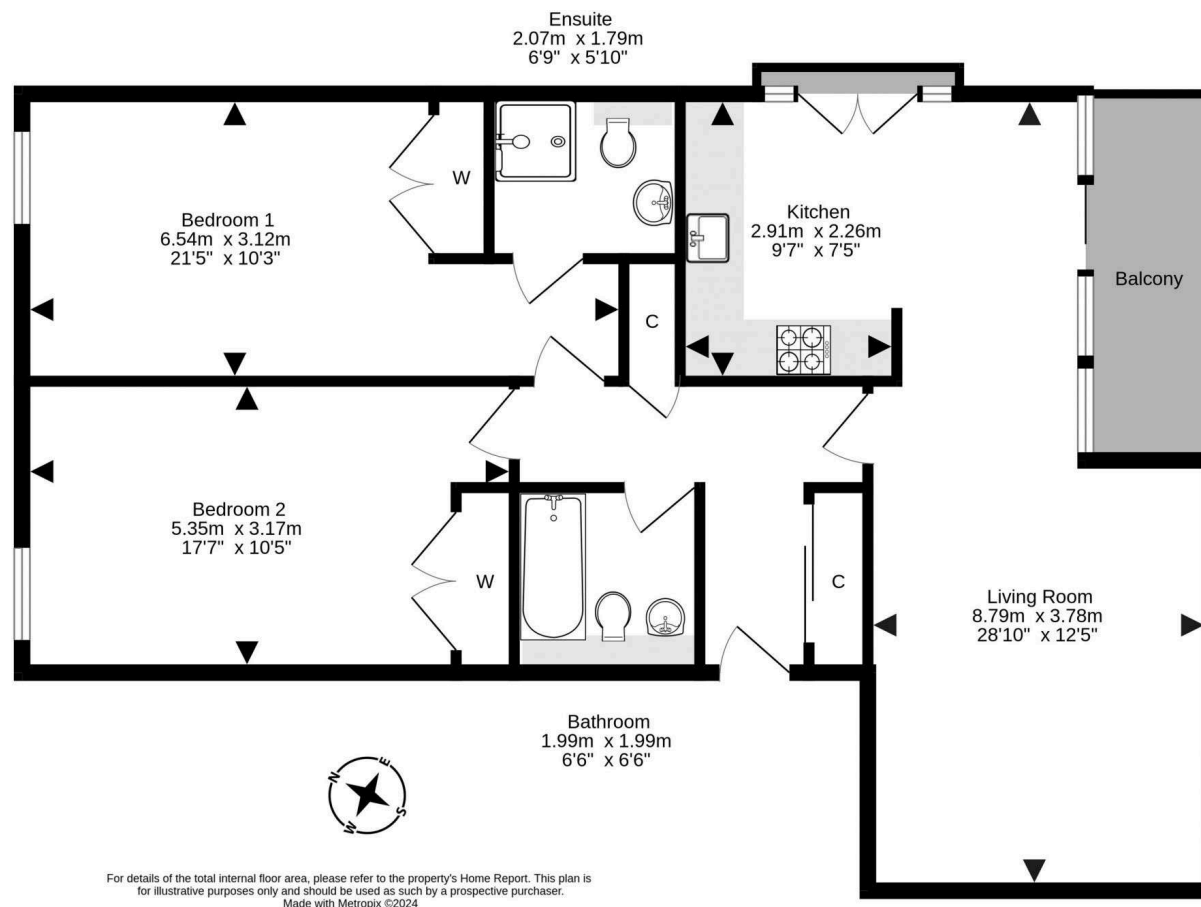 Ensuite
2.07m x 1.79m
6'9" x 5'10"
W
Bedroom 1
6.54m x 3.12m
21'5" x 10'3"
Kitchen
2.91m x 2.26m
9'7" x 7'5"
Balcony
C
Bedroom 2
5.35m x 3.17m
17'7" x 10'5"
W
C
Living Room
8.79m x 3.78m
28'10" x 12'5"
Bathroom
1.99m x 1.99m
6'6" x 6'6"
N
E
S
W
For details of the total internal floor area, please refer to the property's Home Report. This plan is
for illustrative purposes only and should be used as such by a prospective purchaser.
Made with Metropix ©2024